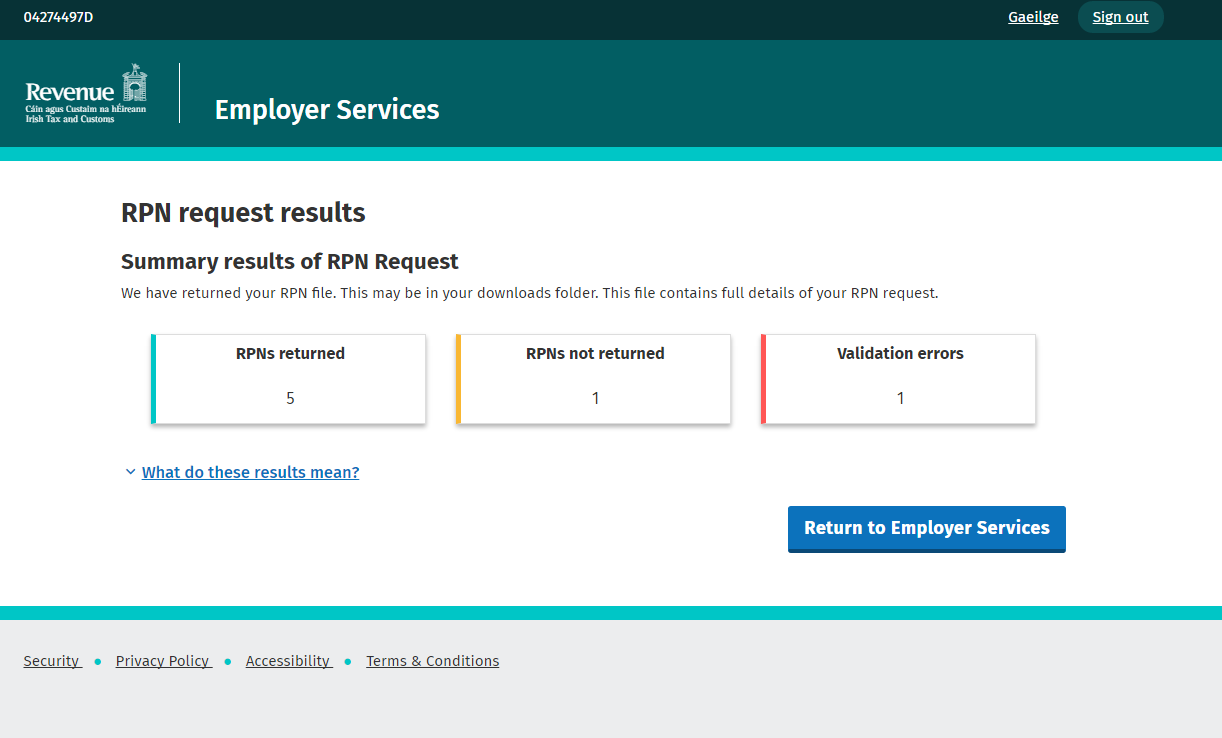 04274497D
Gaeilge
Sign out
Revenue
Cáin agus Custaim na hÉireann
Irish Tax and Customs
Employer Services
RPN request results
Summary results of RPN Request
We have returned your RPN file. This may be in your downloads folder. This file contains full details of your RPN request.
RPNs returned
5
RPNs not returned
1
Validation errors
1
What do these results mean?
Return to Employer Services
Security • Privacy Policy • Accessibility • Terms & Conditions